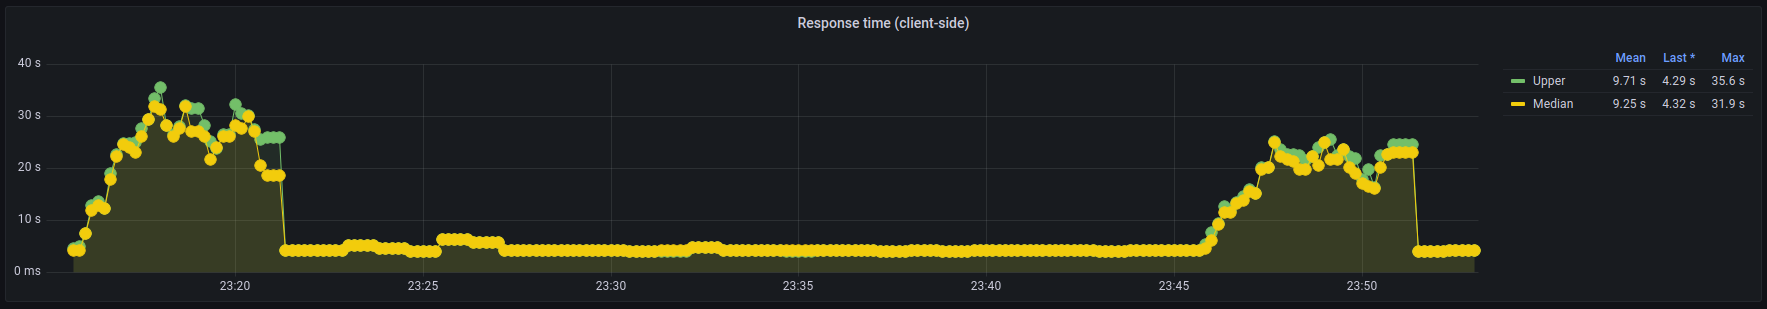 Response time (client-side)
40 s
30 s
20 s
10 s
0 ms
23:20 23:25 23:30 23:35 23:40 23:45 23:50
Mean Last * Max
Upper 9.71 s 4.29 s 35.6 s
Median 9.25 s 4.32 s 31.9 s